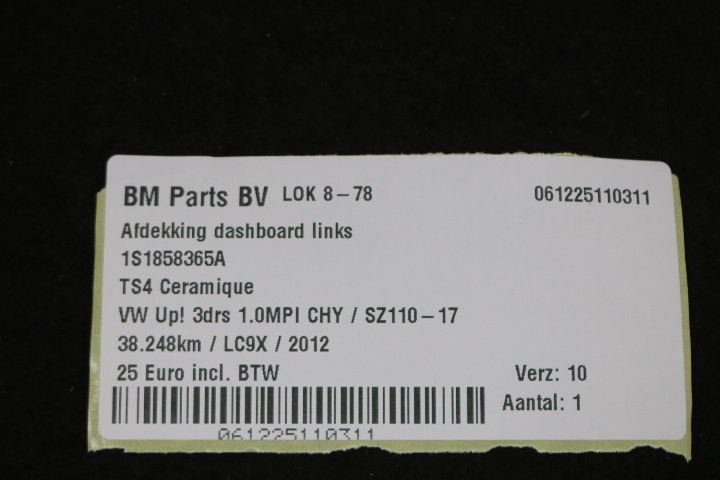 BM Parts BV LOK 8-78 061225110311
Afdekking dashboard links
1S1858365A
TS4 Ceramique
VW Up! 3drs 1.0MPI CHY / SZ110-17
38.248km / LC9X / 2012
25 Euro incl. BTW Verz: 10
Aantal: 1
061225110311